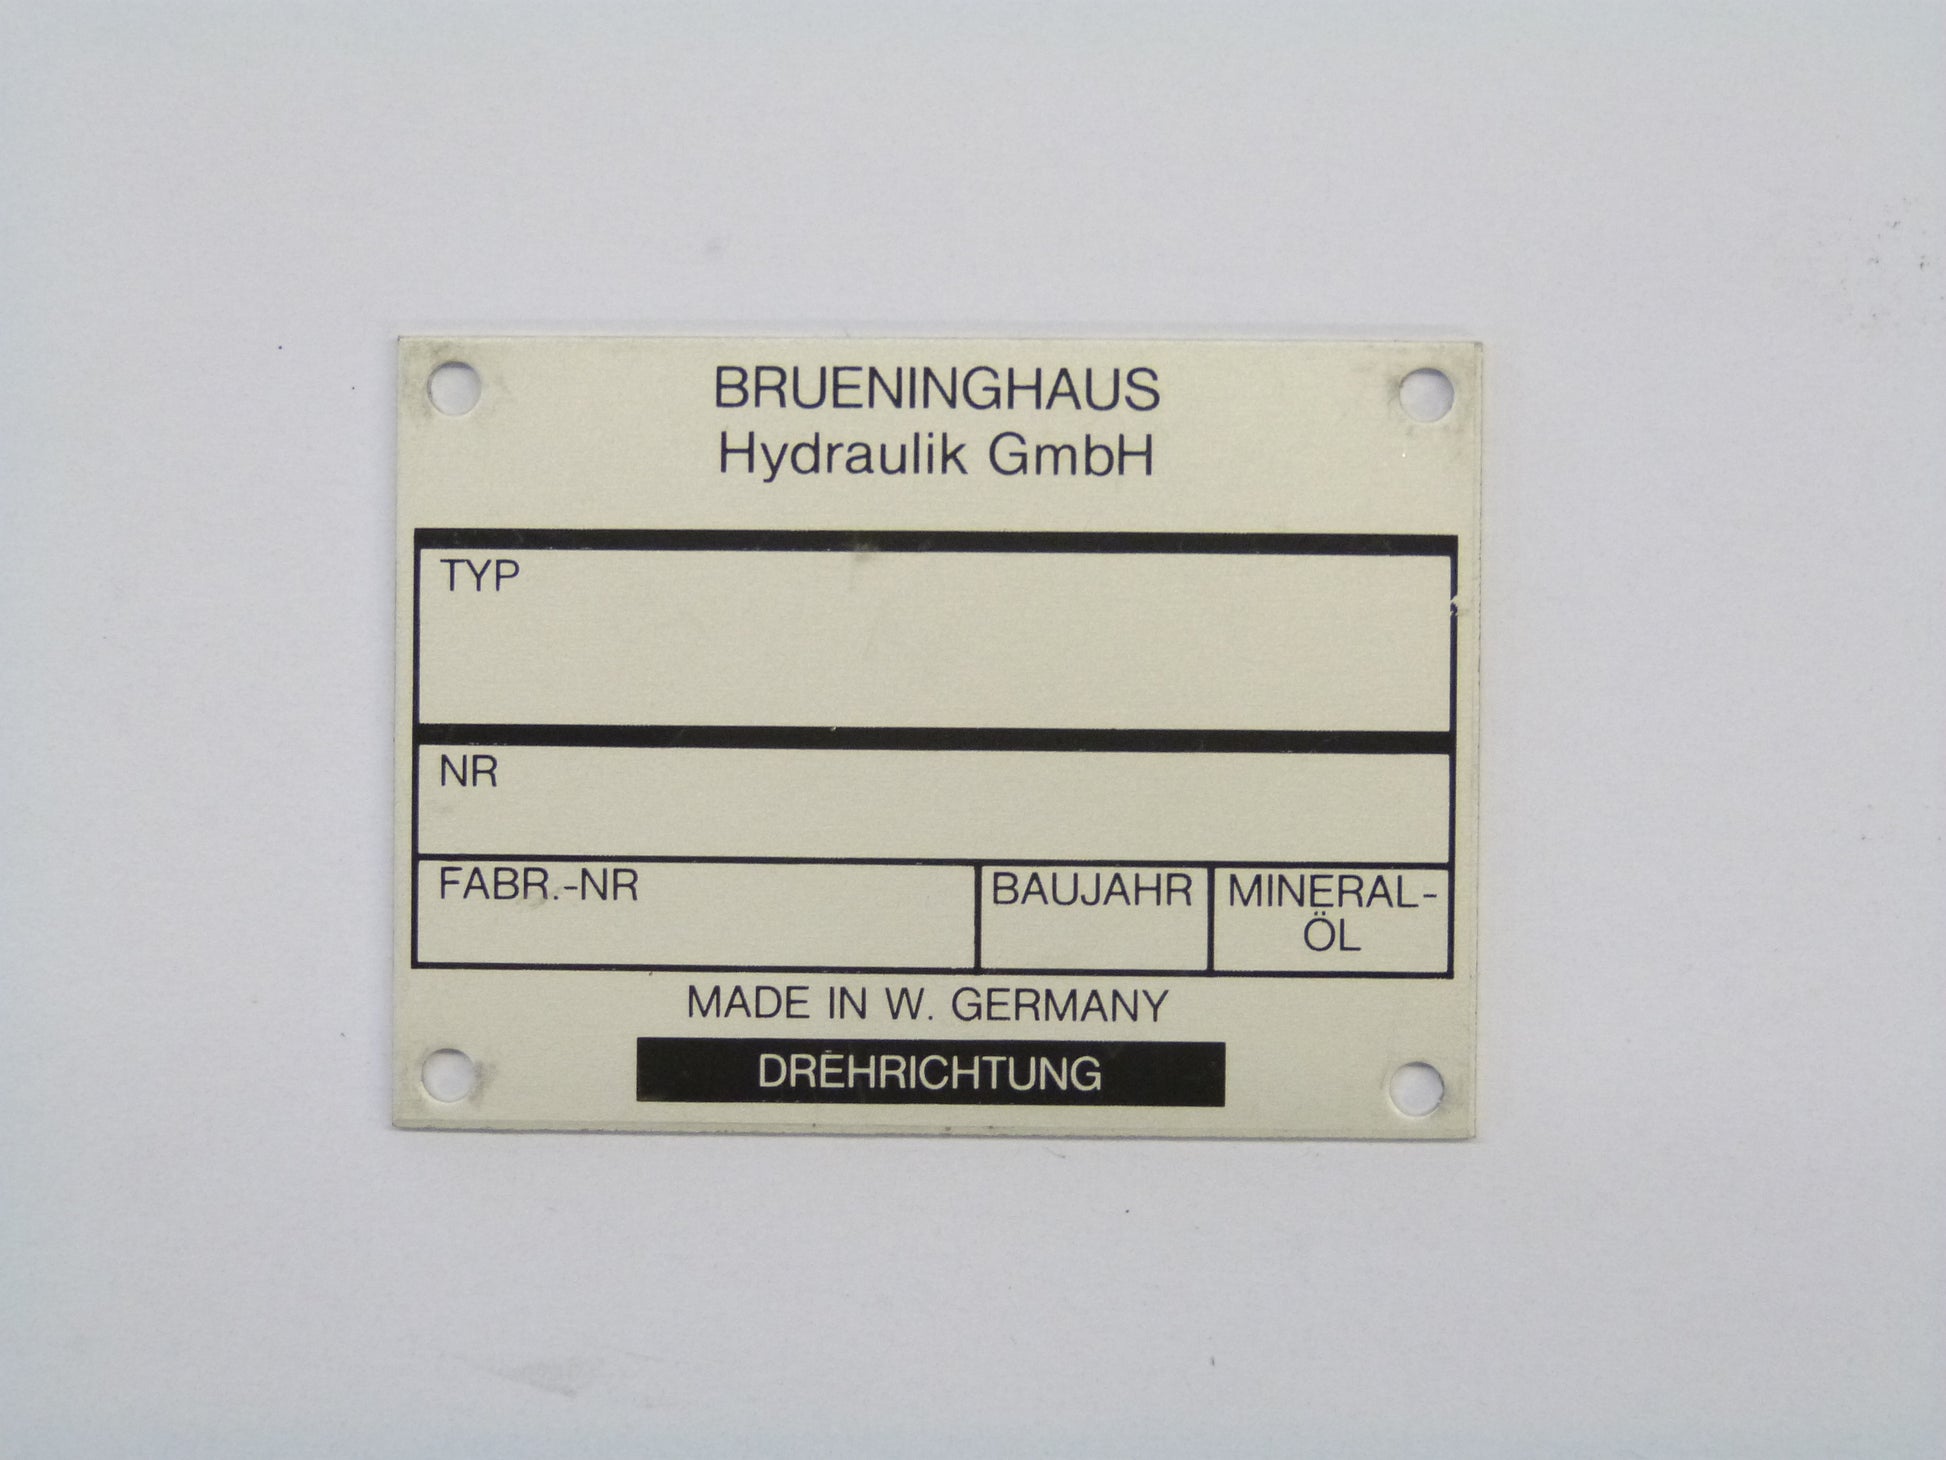 BRUENINGHAUS
Hydraulik GmbH
TYP
NR
FABR.-NR
BAUJAHR
MINERAL-
ÖL
MADE IN W. GERMANY
DREHRICHTUNG